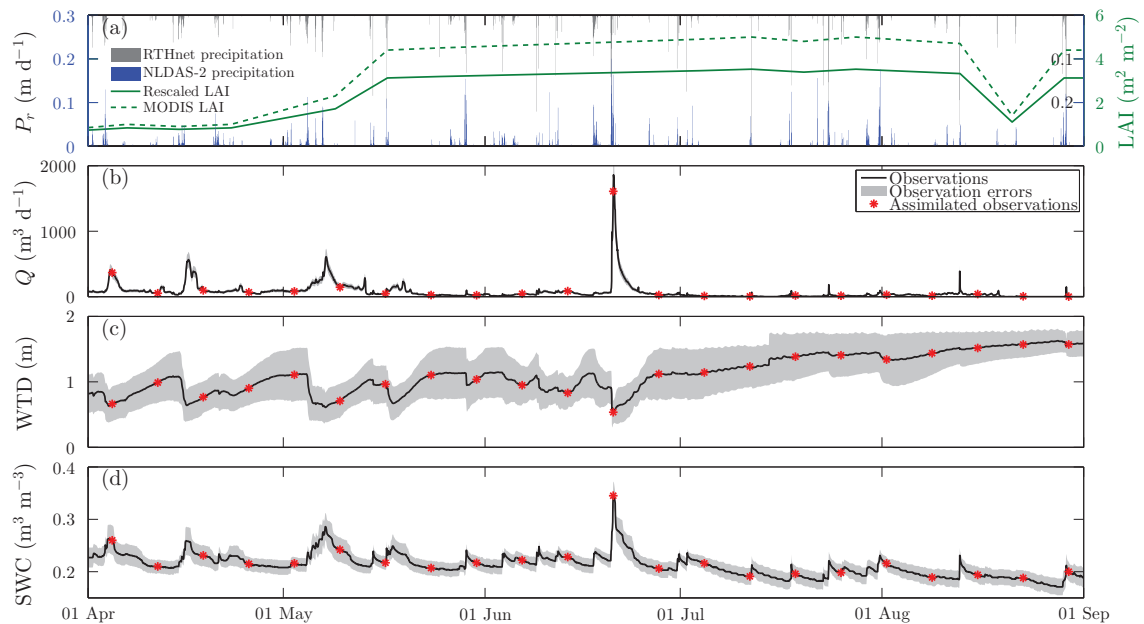 (a)
0.3
0.2
0.1
0
P_r (m d⁻¹)
RTHnet precipitation
NLDAS-2 precipitation
Rescaled LAI
MODIS LAI
0.1
0.2
6
4
2
0
LAI (m² m⁻²)
(b)
2000
1000
0
Q (m³ d⁻¹)
Observations
Observation errors
Assimilated observations
(c)
2
1
0
WTD (m)
(d)
0.4
0.3
0.2
SWC (m³ m⁻³)
01 Apr 01 May 01 Jun 01 Jul 01 Aug 01 Sep